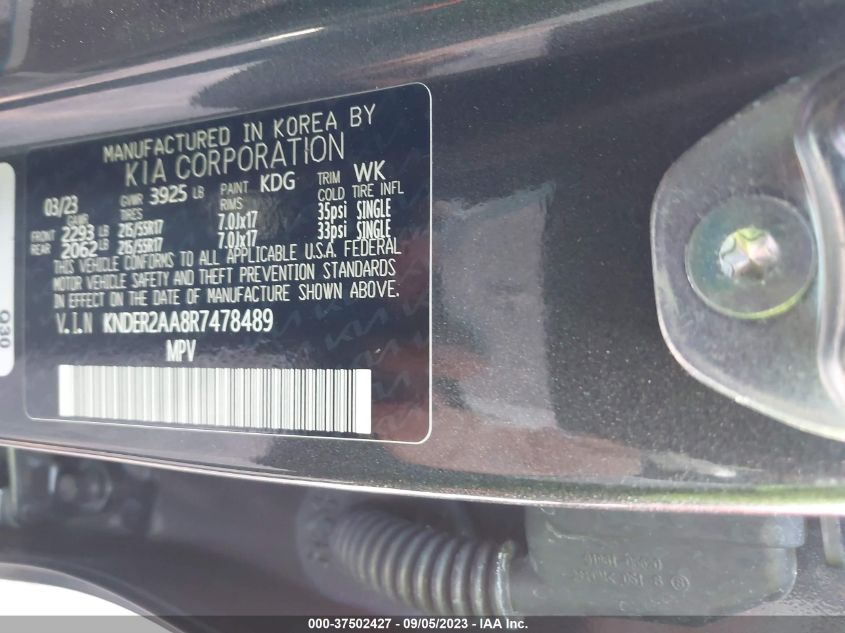 MANUFACTURED IN KOREA BY
KIA CORPORATION
03/23 GVWR 3925 LB PAINT KDG TRIM WK
GAWR TIRES RIMS COLD TIRE INFL
FRONT 2293 LB 215/55R17 7.0Jx17 35psi SINGLE
REAR 2062 LB 215/55R17 7.0Jx17 33psi SINGLE
THIS VEHICLE CONFORMS TO ALL APPLICABLE U.S.A. FEDERAL
MOTOR VEHICLE SAFETY AND THEFT PREVENTION STANDARDS
IN EFFECT ON THE DATE OF MANUFACTURE SHOWN ABOVE.
V.I.N KNDER2AA8R7478489
MPV
030
000-37502427 - 09/05/2023 - IAA Inc.